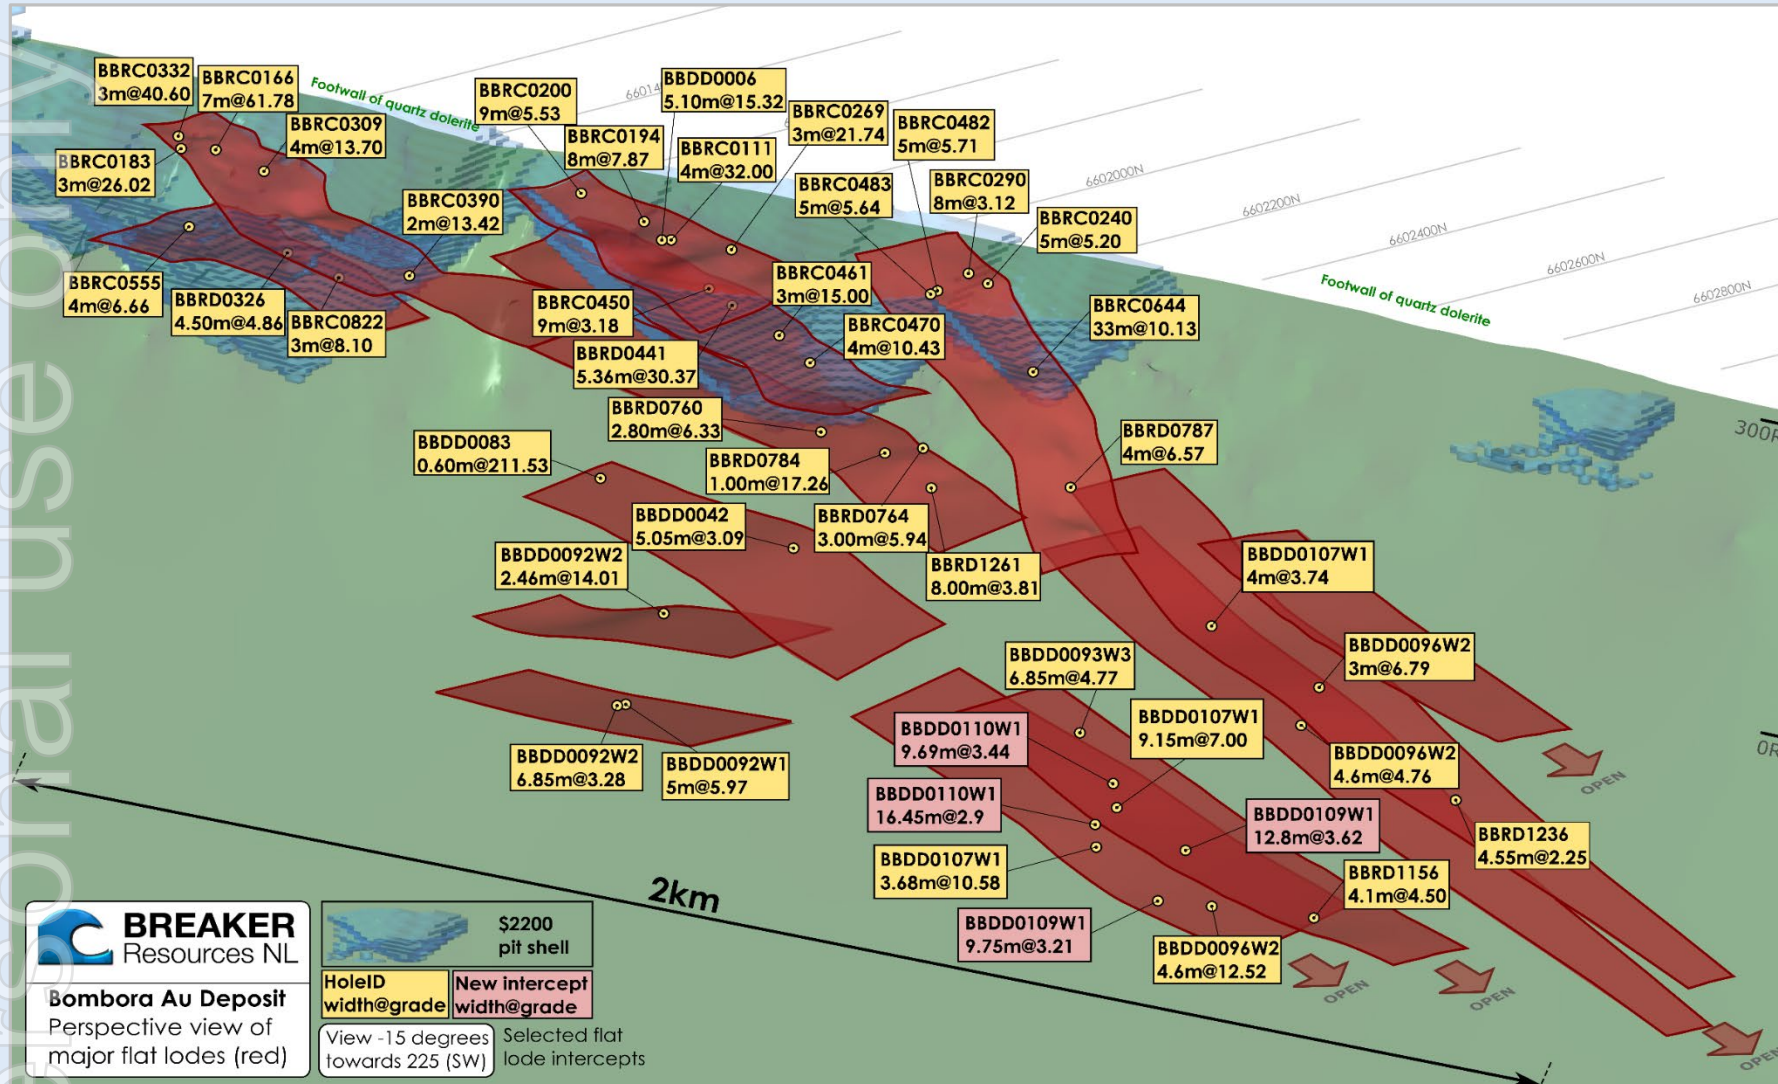 ersonal use only
BBRC0332
3m@40.60
BBRC0166
7m@61.78
Footwall of quartz dolerite
BBRC0309
4m@13.70
BBRC0183
3m@26.02
BBRC0200
9m@5.53
BBDD0006
5.10m@15.32
BBRC0194
8m@7.87
BBRC0111
4m@32.00
BBRC0269
3m@21.74
BBRC0482
5m@5.71
BBRC0483
5m@5.64
BBRC0290
8m@3.12
BBRC0240
5m@5.20
6602000N
6602200N
6602400N
6602600N
6602800N
Footwall of quartz dolerite
BBRC0390
2m@13.42
BBRC0555
4m@6.66
BBRD0326
4.50m@4.86
BBRC0822
3m@8.10
BBRC0450
9m@3.18
BBRC0461
3m@15.00
BBRC0470
4m@10.43
BBRC0644
33m@10.13
BBRD0441
5.36m@30.37
BBRD0760
2.80m@6.33
BBRD0784
1.00m@17.26
BBRD0764
3.00m@5.94
BBRD1261
8.00m@3.81
BBRD0787
4m@6.57
BBDD0083
0.60m@211.53
BBDD0042
5.05m@3.09
BBDD0092W2
2.46m@14.01
BBDD0092W2
6.85m@3.28
BBDD0092W1
5m@5.97
BBDD0107W1
4m@3.74
BBDD0096W2
3m@6.79
BBDD0093W3
6.85m@4.77
BBDD0110W1
9.69m@3.44
BBDD0107W1
9.15m@7.00
BBDD0096W2
4.6m@4.76
BBDD0110W1
16.45m@2.9
BBDD0109W1
12.8m@3.62
BBRD1236
4.55m@2.25
BBDD0107W1
3.68m@10.58
BBRD1156
4.1m@4.50
BBDD0109W1
9.75m@3.21
BBDD0096W2
4.6m@12.52
OPEN
OPEN
OPEN
OPEN
2km
BREAKER
Resources NL
Bombora Au Deposit
Perspective view of
major flat lodes (red)
$2200
pit shell
HoleID
width@grade
New intercept
width@grade
View -15 degrees
towards 225 (SW)
Selected flat
lode intercepts